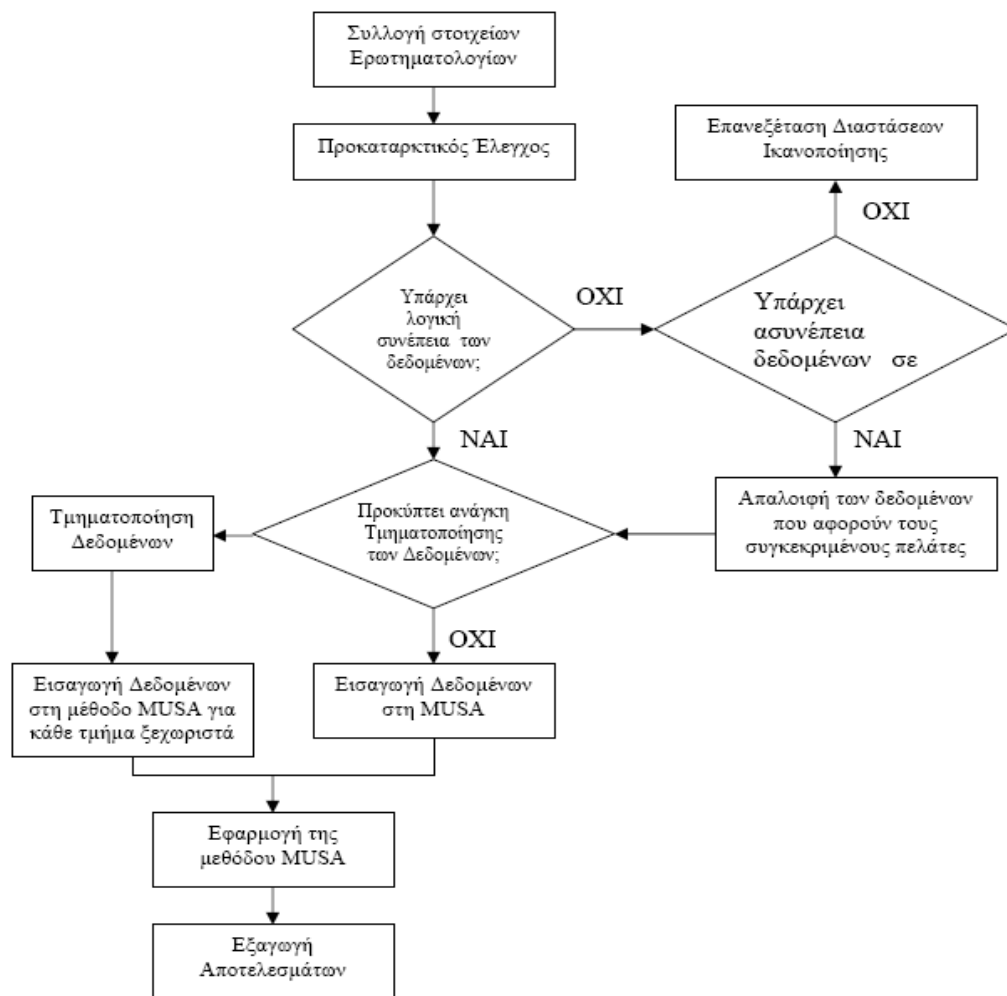 Συλλογή στοιχείων
Ερωτηματολογίων
Προκαταρκτικός Έλεγχος
Επανεξέταση Διαστάσεων
Ικανοποίησης
ΟΧΙ
Υπάρχει
λογική
συνέπεια των
δεδομένων;
ΟΧΙ
Υπάρχει
ασυνέπεια
δεδομένων σε
ΝΑΙ
ΝΑΙ
Τμηματοποίηση
Δεδομένων
Προκύπτει ανάγκη
Τμηματοποίησης
των Δεδομένων;
Απαλοιφή των δεδομένων
που αφορούν τους
συγκεκριμένους πελάτες
ΟΧΙ
Εισαγωγή Δεδομένων
στη μέθοδο MUSA για
κάθε τμήμα ξεχωριστά
Εισαγωγή Δεδομένων
στη MUSA
Εφαρμογή της
μεθόδου MUSA
Εξαγωγή
Αποτελεσμάτων